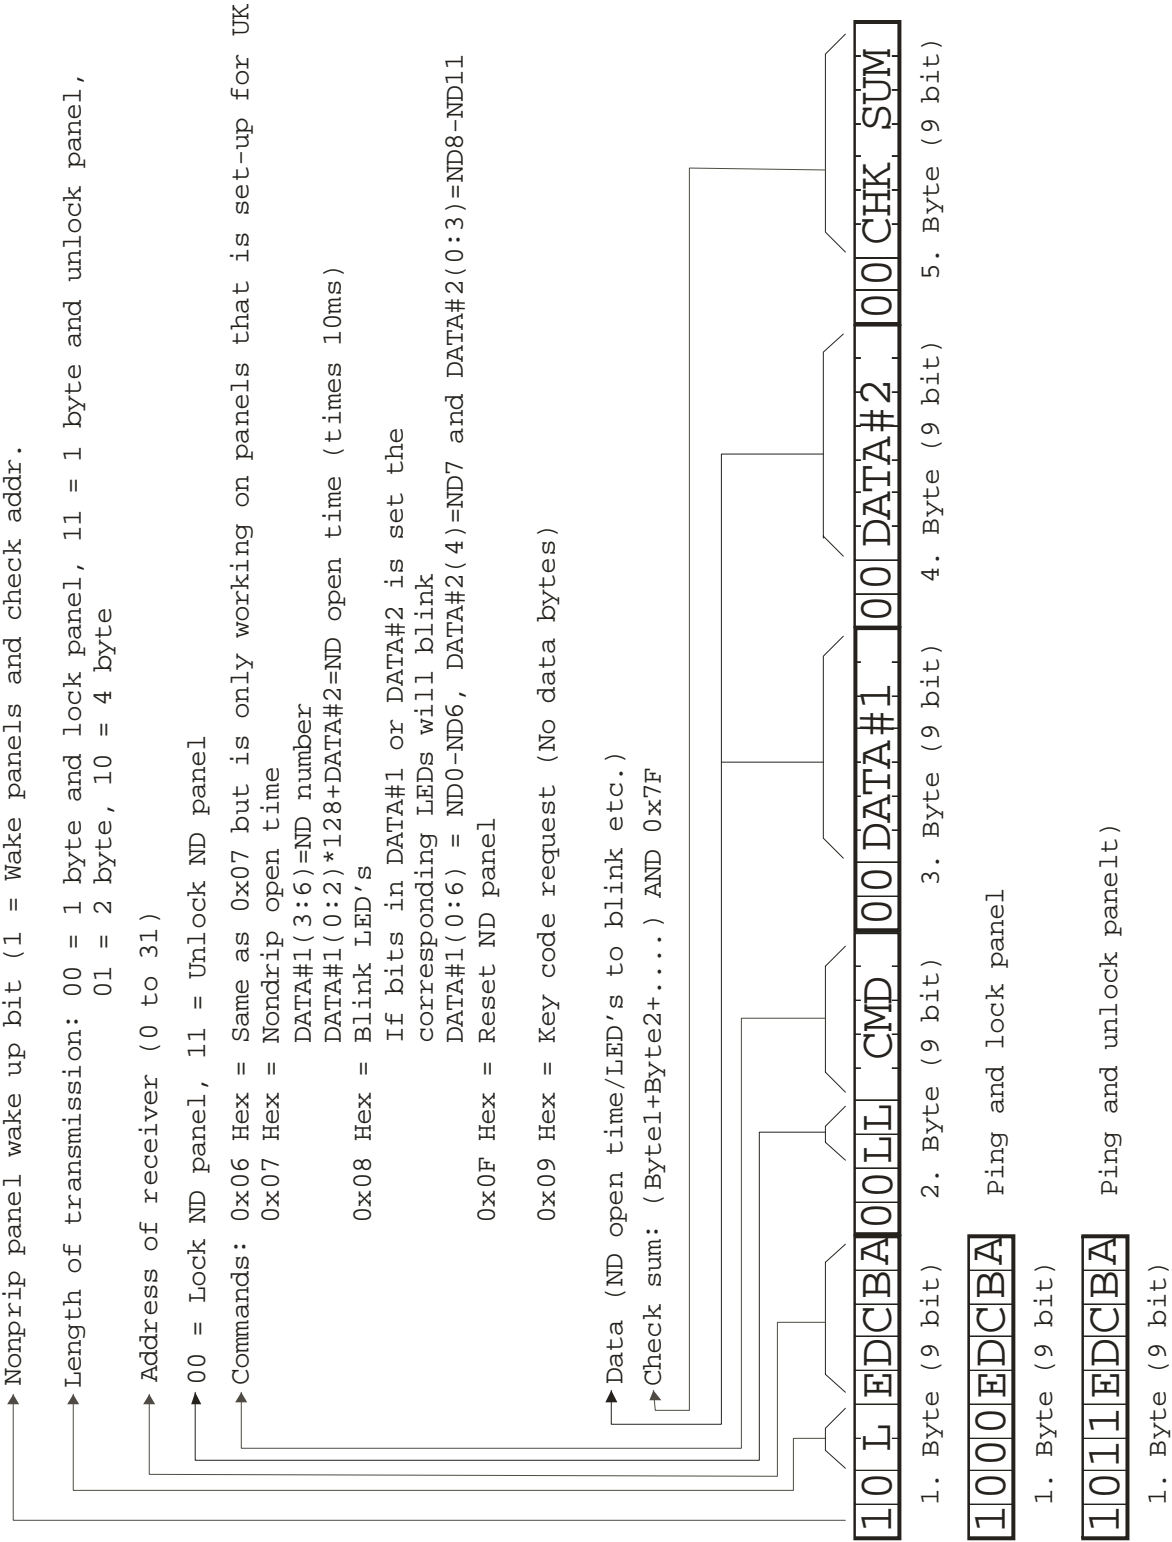 Nonprip panel wake up bit (1 = Wake panels and check addr.
Length of transmission: 00 = 1 byte and lock panel, 11 = 1 byte and unlock panel,
01 = 2 byte, 10 = 4 byte
Address of receiver (0 to 31)
00 = Lock ND panel, 11 = Unlock ND panel
Commands: 0x06 Hex = Same as 0x07 but is only working on panels that is set-up for UK
0x07 Hex = Nondrip open time
DATA#1(3:6)=ND number
DATA#1(0:2)*128+DATA#2=ND open time (times 10ms)
0x08 Hex = Blink LED's
If bits in DATA#1 or DATA#2 is set the
corresponding LEDs will blink
DATA#1(0:6) = ND0-ND6, DATA#2(4)=ND7 and DATA#2(0:3)=ND8-ND11
0x0F Hex = Reset ND panel
0x09 Hex = Key code request (No data bytes)
Data (ND open time/LED's to blink etc.)
Check sum: (Byte1+Byte2+....) AND 0x7F
10 L EDCBA 00LL CMD 00 DATA#1 00 DATA#2 00 CHK SUM
1. Byte (9 bit) 2. Byte (9 bit) 3. Byte (9 bit) 4. Byte (9 bit) 5. Byte (9 bit)
1000EDCBA Ping and lock panel
1. Byte (9 bit)
1011EDCBA Ping and unlock panelt)
1. Byte (9 bit)